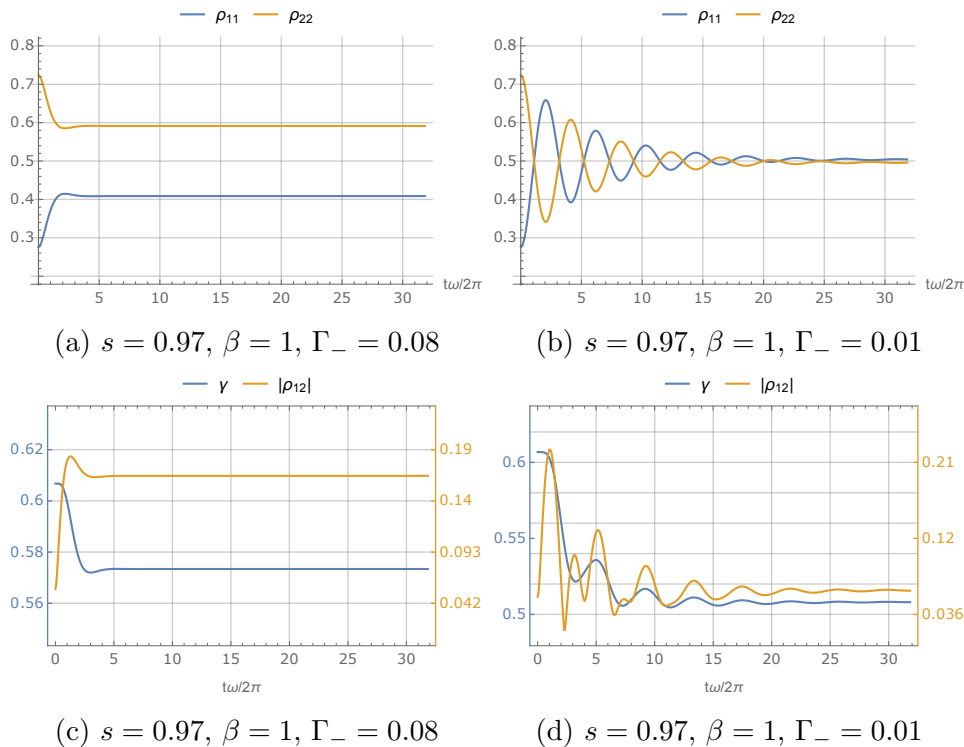 ρ₁₁ ρ₂₂
ρ₁₁ ρ₂₂
0.8
0.7
0.6
0.5
0.4
0.3
5 10 15 20 25 30 tω/2π
0.8
0.7
0.6
0.5
0.4
0.3
5 10 15 20 25 30 tω/2π
(a) s = 0.97, β = 1, Γ₋ = 0.08
(b) s = 0.97, β = 1, Γ₋ = 0.01
γ |ρ₁₂|
γ |ρ₁₂|
0.62
0.6
0.58
0.56
0.19
0.16
0.093
0.042
0 5 10 15 20 25 30
tω/2π
0.6
0.55
0.5
0.21
0.12
0.036
0 5 10 15 20 25 30
tω/2π
(c) s = 0.97, β = 1, Γ₋ = 0.08
(d) s = 0.97, β = 1, Γ₋ = 0.01